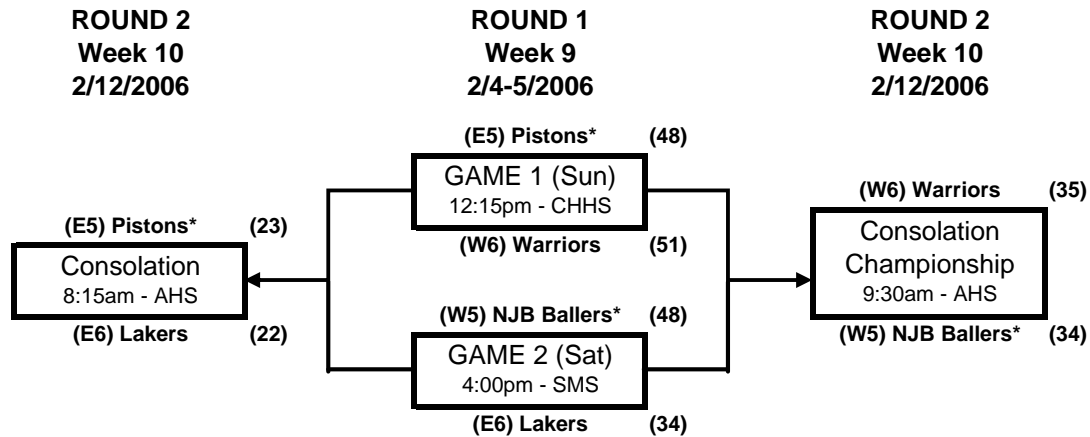 ROUND 2
Week 10
2/12/2006
ROUND 1
Week 9
2/4-5/2006
ROUND 2
Week 10
2/12/2006
(E5) Pistons* (23)
Consolation
8:15am - AHS
(E6) Lakers (22)
(E5) Pistons* (48)
GAME 1 (Sun)
12:15pm - CHHS
(W6) Warriors (51)
(W5) NJB Ballers* (48)
GAME 2 (Sat)
4:00pm - SMS
(E6) Lakers (34)
(W6) Warriors (35)
Consolation
Championship
9:30am - AHS
(W5) NJB Ballers* (34)